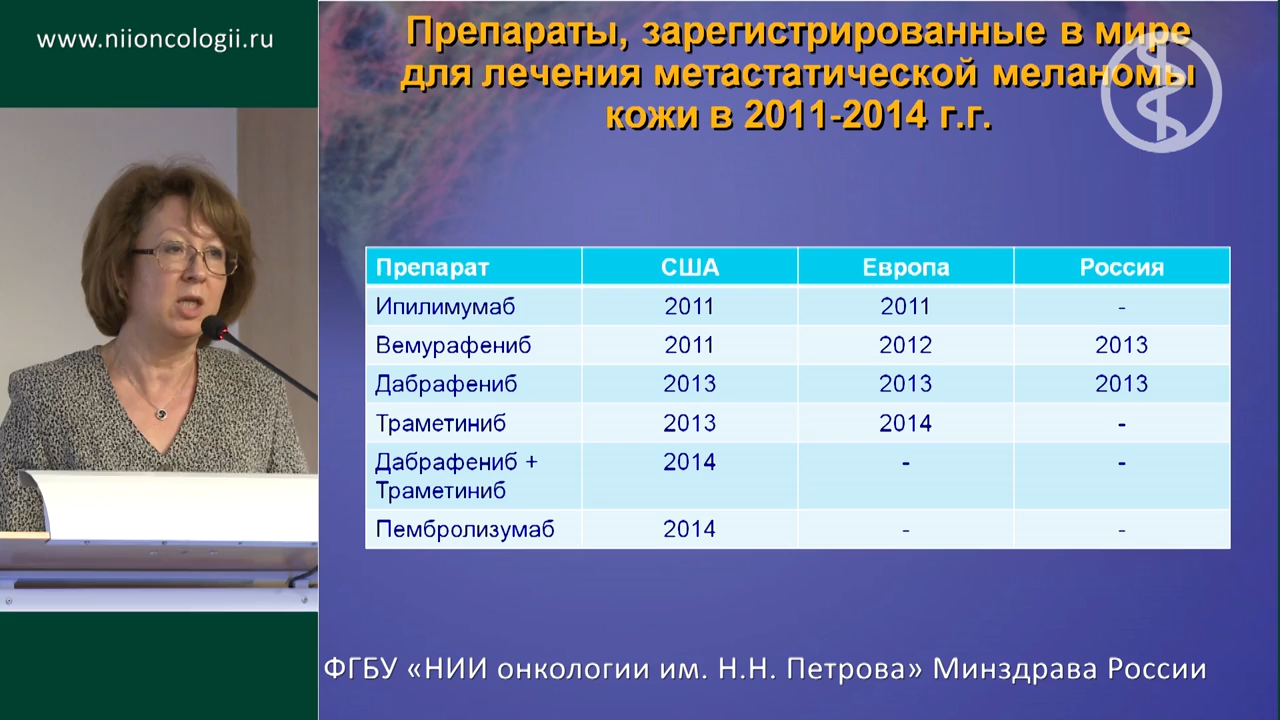 www.niioncologii.ru
Препараты, зарегистрированные в мире
для лечения метастатической меланомы
кожи в 2011-2014 г.г.
Препарат США Европа Россия
Ипилимумаб 2011 2011 -
Вемурафениб 2011 2012 2013
Дабрафениб 2013 2013 2013
Траметиниб 2013 2014 -
Дабрафениб + 2014 - -
Траметиниб
Пембролизумаб 2014 - -
ФГБУ «НИИ онкологии им. Н.Н. Петрова» Минздрава России